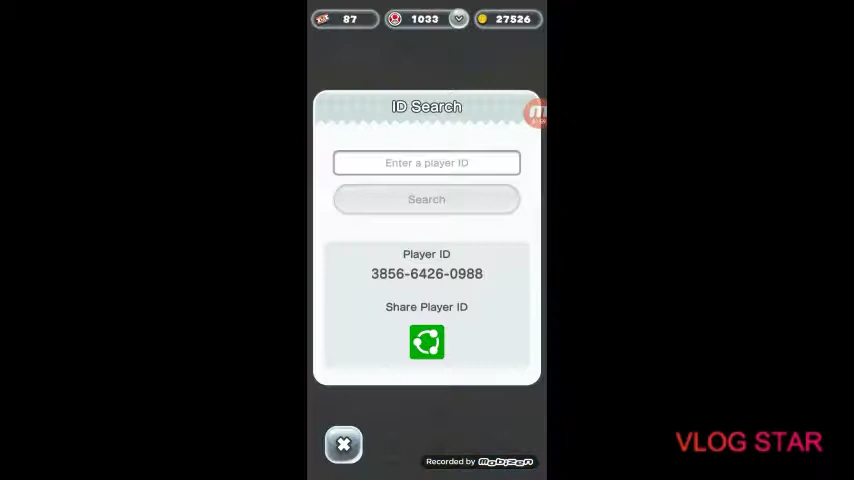 87 1033 27526
ID Search
Enter a player ID
Search
Player ID
3856-6426-0988
Share Player ID
VLOG STAR
Recorded by Mobizen